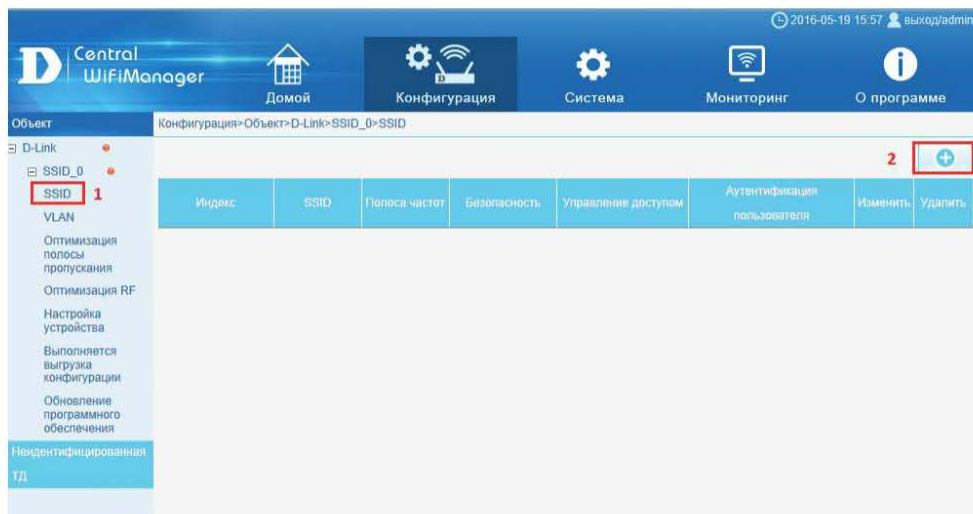 2016-05-19 15:57 выход/admin
D Central
WiFiManager
Домой
Конфигурация
Система
Мониторинг
О программе
Объект
Конфигурация>Объект>D-Link>SSID_0>SSID
D-Link
SSID_0
SSID 1
2
VLAN
Оптимизация
полосы
пропускания
Оптимизация RF
Настройка
устройства
Выполняется
выгрузка
конфигурации
Обновление
программного
обеспечения
Неидентифицированная
ТД
Индекс
SSID
Полоса частот
Безопасность
Управление доступом
Аутентификация
пользователя
Изменить
Удалить